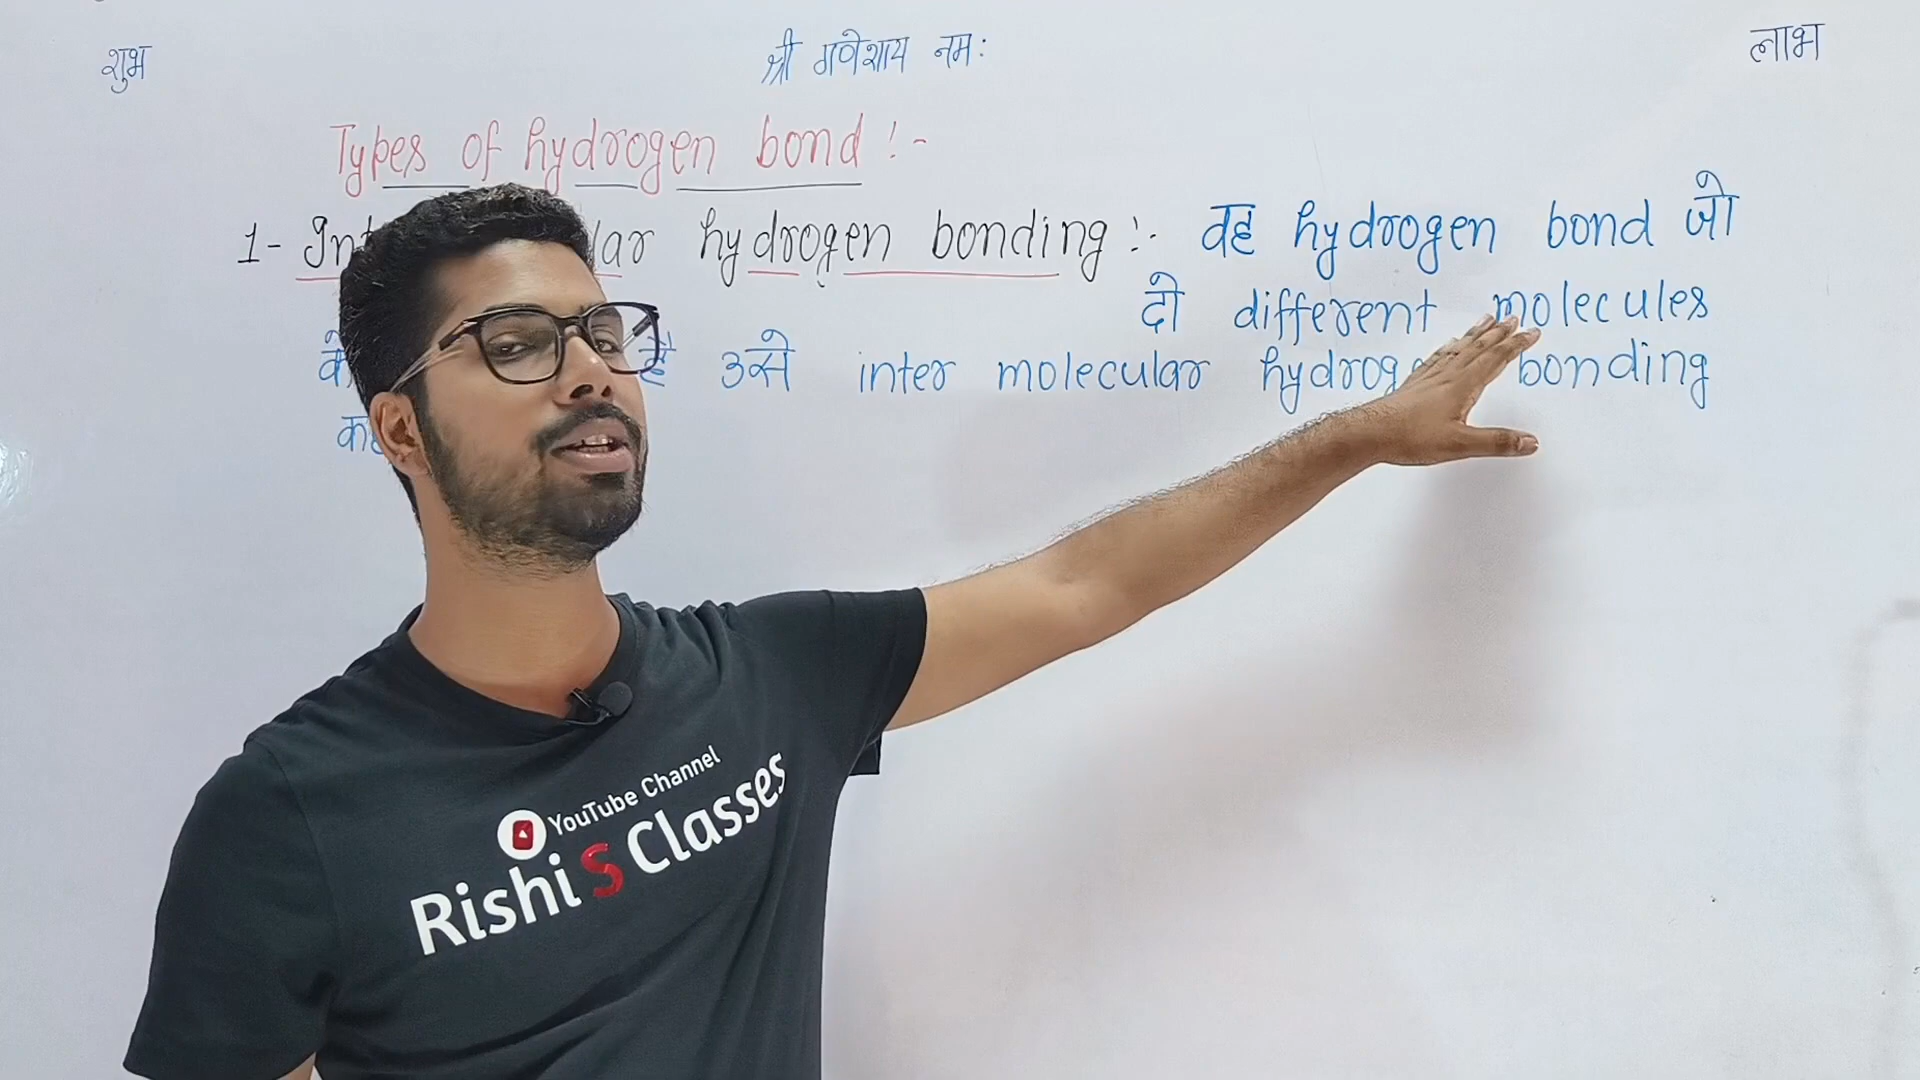 शुभ श्री गणेशाय नम: लाभ
Types of hydrogen bond :-
1- hydrogen bonding :- वह hydrogen bond जो
दो different molecules
है उसे inter molecular hydrog bonding
YouTube Channel
Rishi S Classes